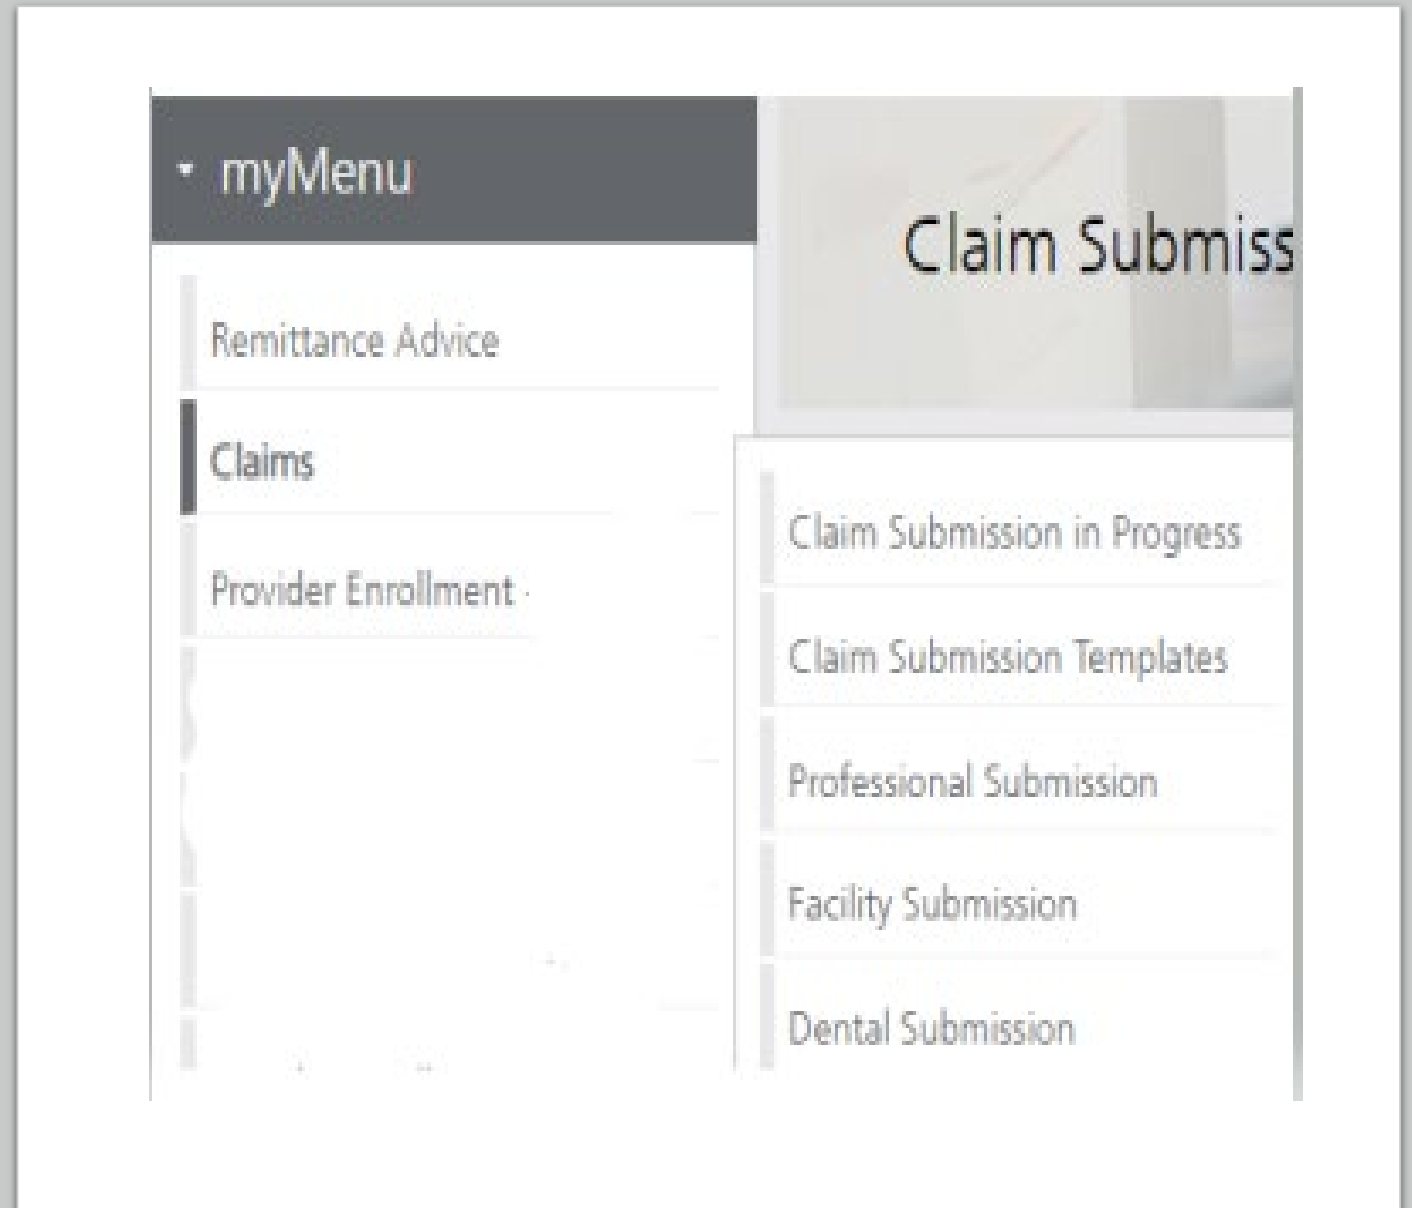 myMenu
Claim Submiss
Remittance Advice
Claims
Provider Enrollment
Claim Submission in Progress
Claim Submission Templates
Professional Submission
Facility Submission
Dental Submission